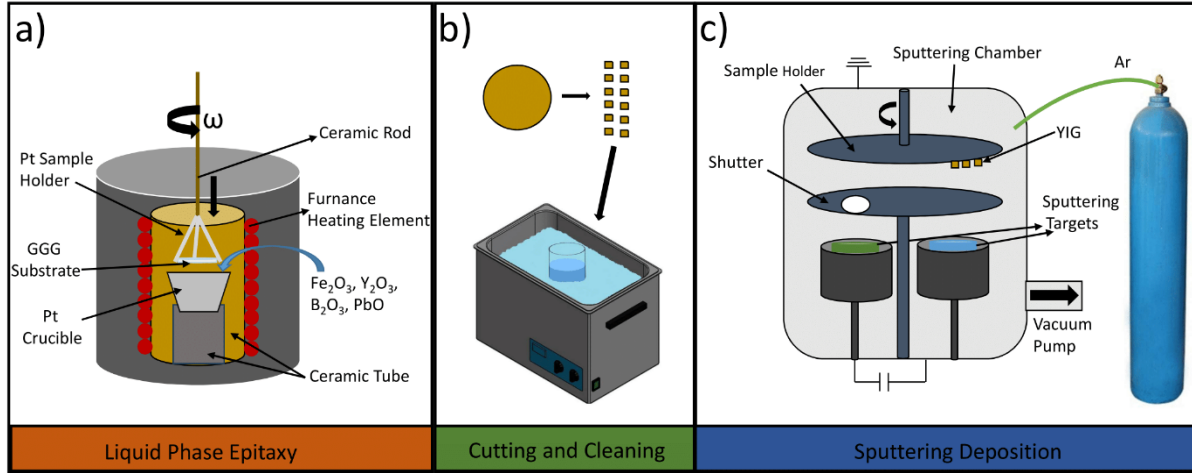 a)
ω
Ceramic Rod
Pt Sample
Holder
Furnance
Heating Element
GGG
Substrate
Fe₂O₃, Y₂O₃,
B₂O₃, PbO
Pt
Crucible
Ceramic Tube
Liquid Phase Epitaxy
b)
Cutting and Cleaning
c)
Sputtering Chamber
Sample Holder
Ar
YIG
Shutter
Sputtering
Targets
Vacuum
Pump
Sputtering Deposition